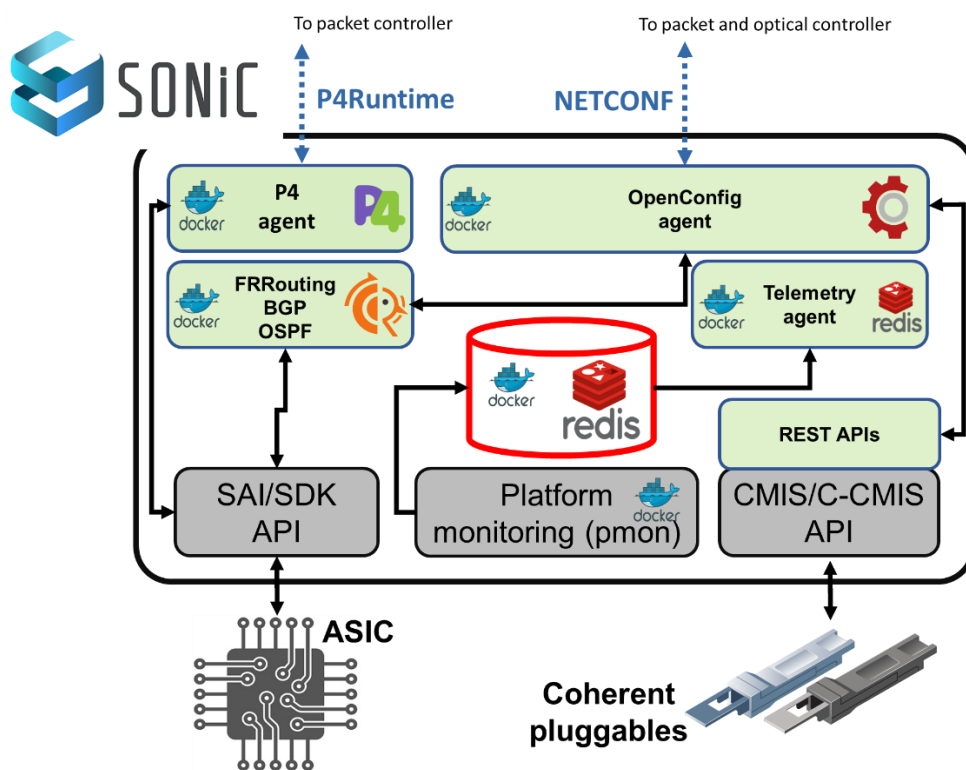 To packet controller
To packet and optical controller
SONiC
P4Runtime
NETCONF
docker
P4
agent
P4
docker
OpenConfig
agent
docker
FRRouting
BGP
OSPF
docker
Telemetry
agent
redis
docker
redis
REST APIs
SAI/SDK
API
Platform
monitoring (pmon)
docker
CMIS/C-CMIS
API
ASIC
Coherent
pluggables